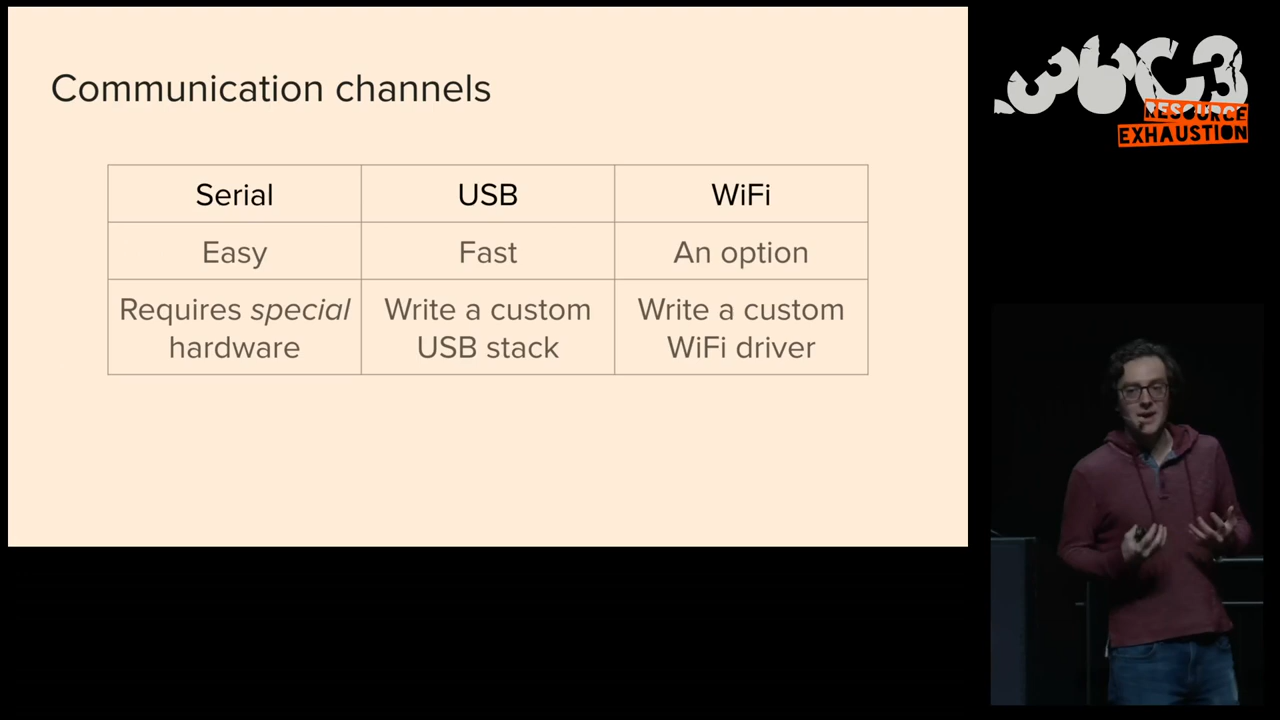 Communication channels
Serial
USB
WiFi
Easy
Fast
An option
Requires special
hardware
Write a custom
USB stack
Write a custom
WiFi driver
36C3
RESOURCE
EXHAUSTION